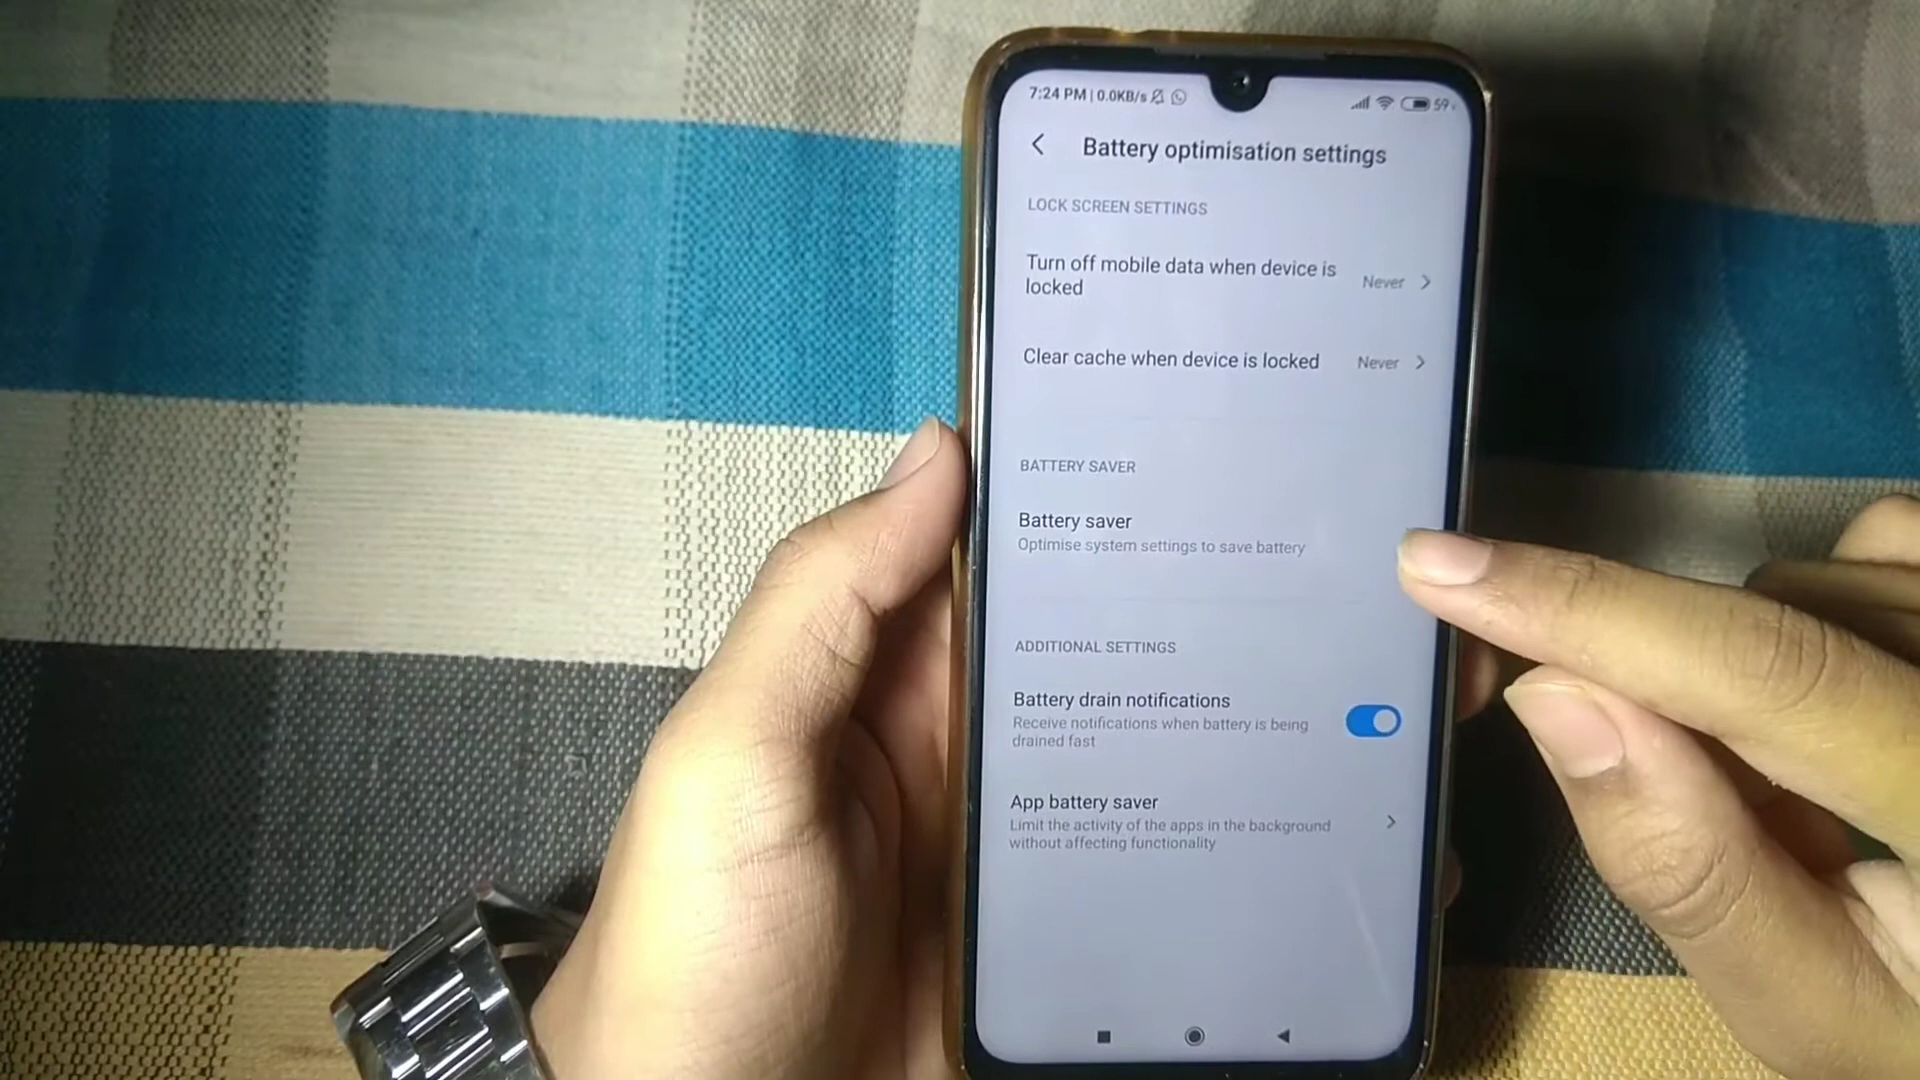 7:24 PM | 0.0KB/s
59
Battery optimisation settings
LOCK SCREEN SETTINGS
Turn off mobile data when device is
locked
Never
Clear cache when device is locked
Never
BATTERY SAVER
Battery saver
Optimise system settings to save battery
ADDITIONAL SETTINGS
Battery drain notifications
Receive notifications when battery is being
drained fast
App battery saver
Limit the activity of the apps in the background
without affecting functionality